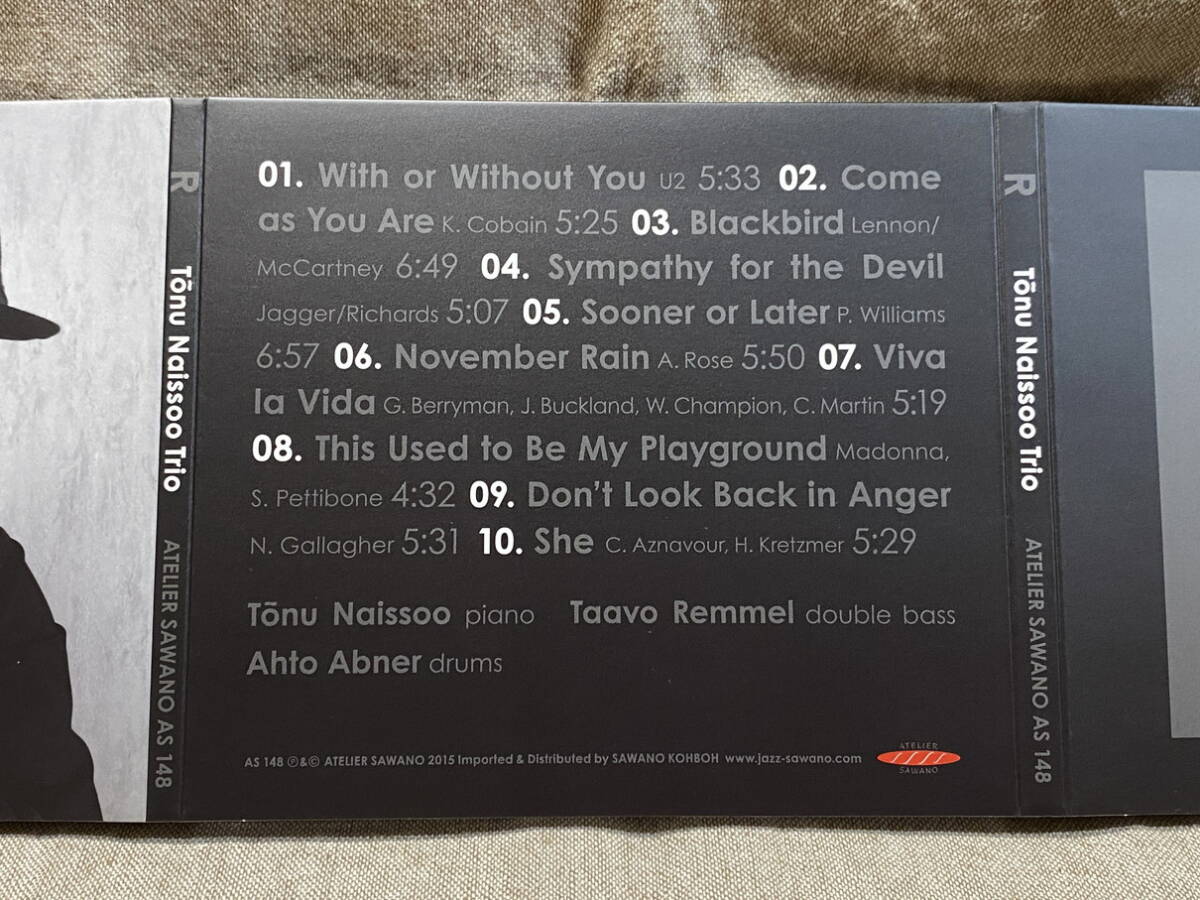 01. With or Without You U2 5:33 02. Come
as You Are K. Cobain 5:25 03. Blackbird Lennon/
McCartney 6:49 04. Sympathy for the Devil
Jagger/Richards 5:07 05. Sooner or Later P. Williams
6:57 06. November Rain A. Rose 5:50 07. Viva
la Vida G. Berryman, J. Buckland, W. Champion, C. Martin 5:19
08. This Used to Be My Playground Madonna,
S. Pettibone 4:32 09. Don't Look Back in Anger
N. Gallagher 5:31 10. She C. Aznavour, H. Kretzmer 5:29
Tõnu Naissoo piano Taavo Remmel double bass
Ahto Abner drums
AS 148 ℗&© ATELIER SAWANO 2015 Imported & Distributed by SAWANO KOHBOH www.jazz-sawano.com
ATELIER
SAWANO
R Tõnu Naissoo Trio ATELIER SAWANO AS 148
R Tõnu Naissoo Trio ATELIER SAWANO AS 148